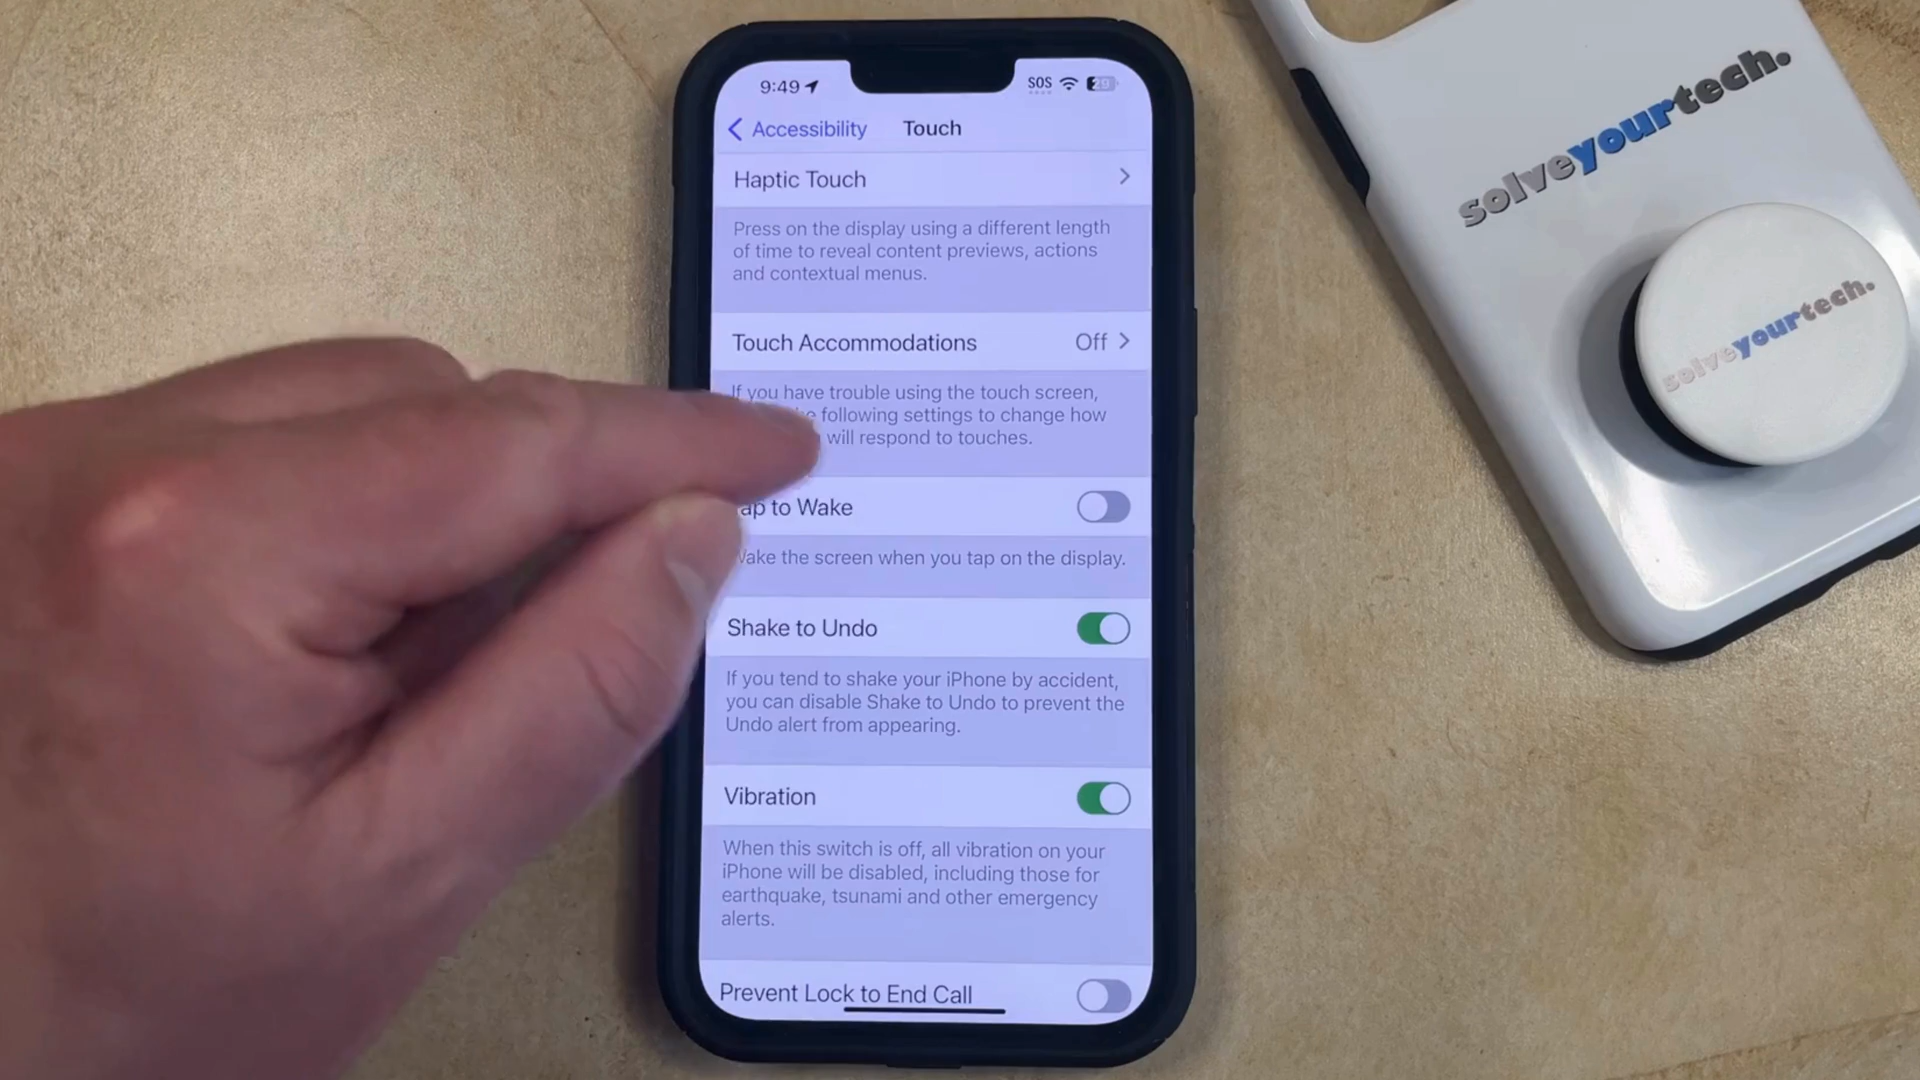 9:49
SOS
Accessibility
Touch
Haptic Touch
Press on the display using a different length
of time to reveal content previews, actions
and contextual menus.
Touch Accommodations Off
If you have trouble using the touch screen,
following settings to change how
will respond to touches.
to Wake
the screen when you tap on the display.
Shake to Undo
If you tend to shake your iPhone by accident,
you can disable Shake to Undo to prevent the
Undo alert from appearing.
Vibration
When this switch is off, all vibration on your
iPhone will be disabled, including those for
earthquake, tsunami and other emergency
alerts.
Prevent Lock to End Call
solveyourtech.
solveyourtech.